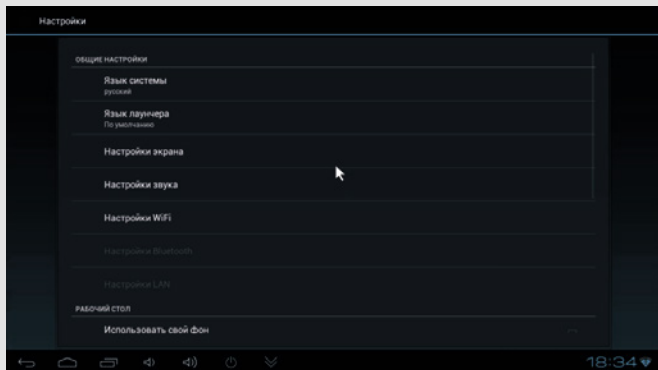 Настройки
ОБЩИЕ НАСТРОЙКИ
Язык системы
русский
Язык лаунчера
По умолчанию
Настройки экрана
Настройки звука
Настройки WiFi
Настройки Bluetooth
Настройки LAN
РАБОЧИЙ СТОЛ
Использовать свой фон
18:34